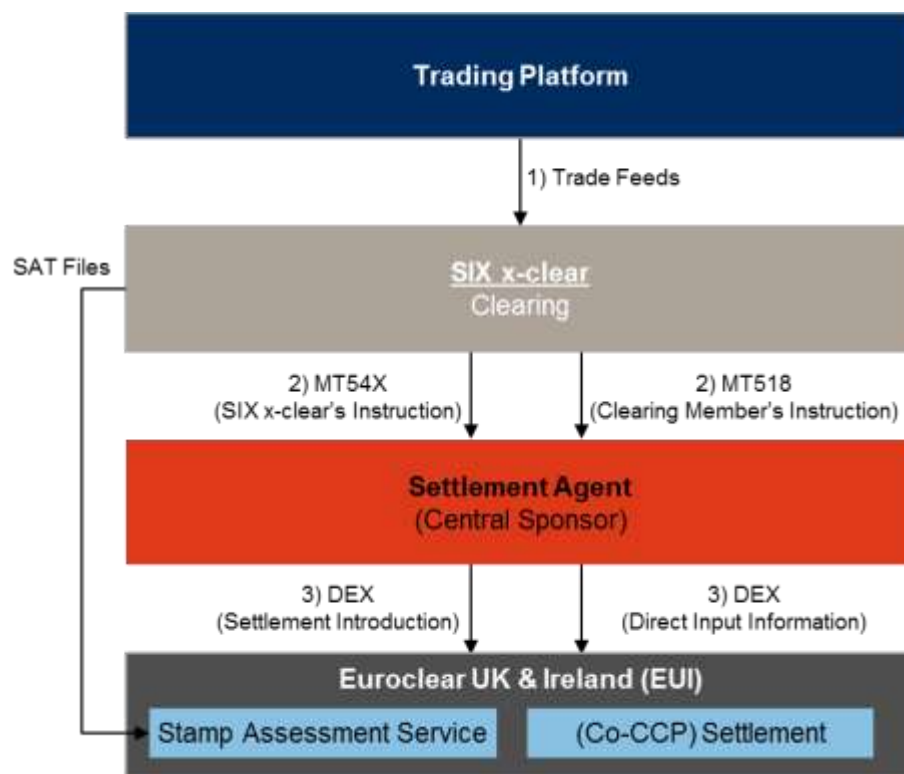 Trading Platform
1) Trade Feeds
SAT Files
SIX x-clear
Clearing
2) MT54X
(SIX x-clear's Instruction)
2) MT518
(Clearing Member's Instruction)
Settlement Agent
(Central Sponsor)
3) DEX
(Settlement Introduction)
3) DEX
(Direct Input Information)
Euroclear UK & Ireland (EUI)
Stamp Assessment Service
(Co-CCP) Settlement